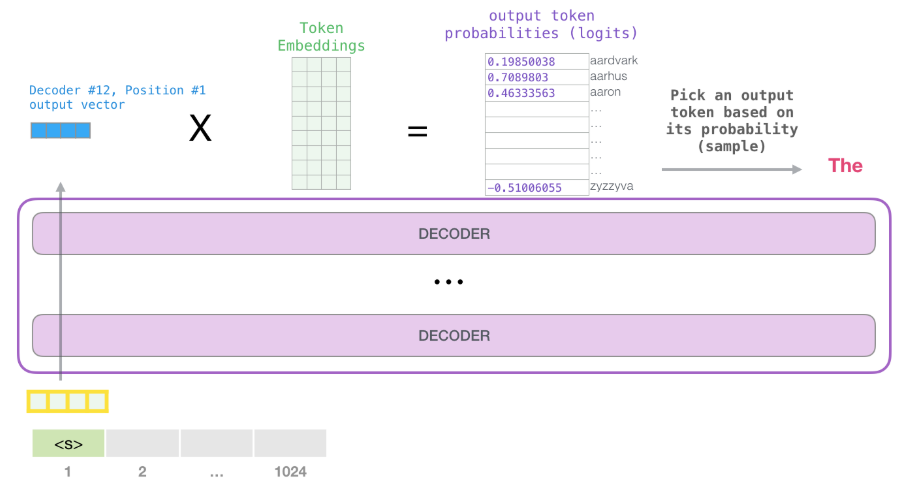 output token
probabilities (logits)
Token
Embeddings
0.19850038 aardvark
0.7089803 aarhus
0.46333563 aaron
...
...
...
...
...
−0.51006055 zyzzyva
Decoder #12, Position #1
output vector
X
=
Pick an output
token based on
its probability
(sample)
The
DECODER
...
DECODER
<s>
1 2 ... 1024